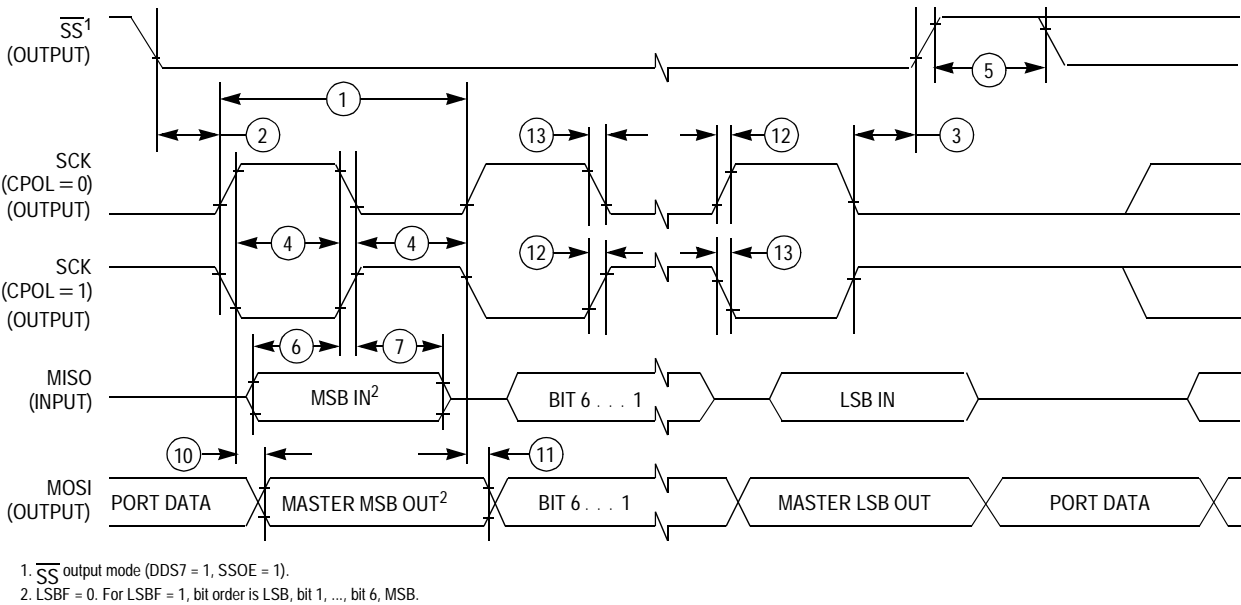 SS1
(OUTPUT)
5
1
2
13
12
3
SCK
(CPOL = 0)
(OUTPUT)
4
4
12
13
SCK
(CPOL = 1)
(OUTPUT)
6
7
MISO
(INPUT)
MSB IN2
BIT 6 . . . 1
LSB IN
10
11
MOSI
(OUTPUT)
PORT DATA
MASTER MSB OUT2
BIT 6 . . . 1
MASTER LSB OUT
PORT DATA
1. SS output mode (DDS7 = 1, SSOE = 1).
2. LSBF = 0. For LSBF = 1, bit order is LSB, bit 1, ..., bit 6, MSB.